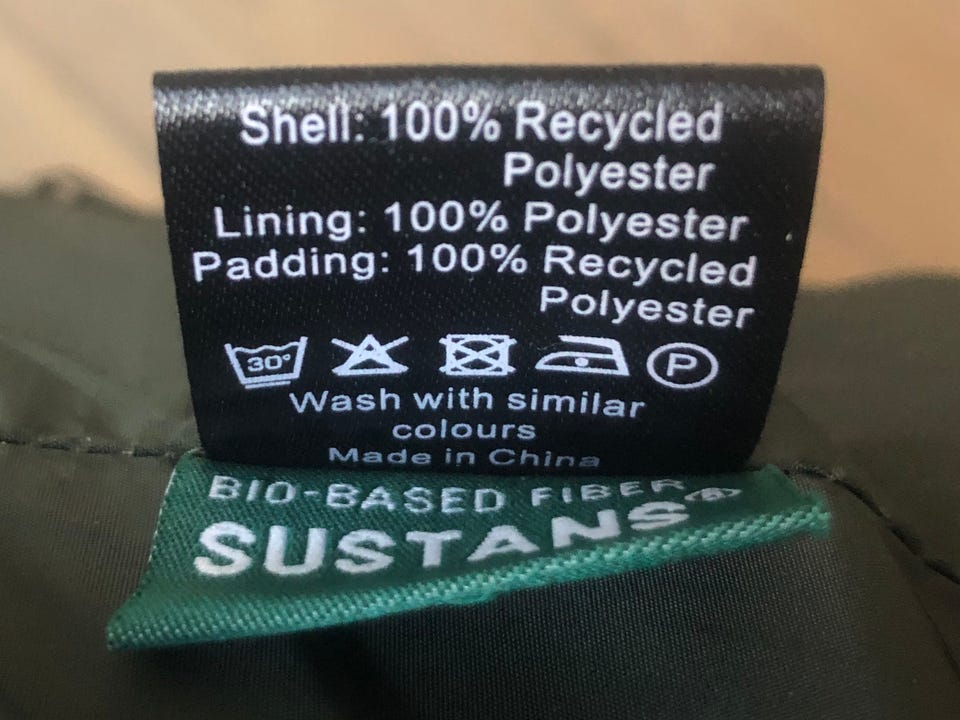 Shell: 100% Recycled
Polyester
Lining: 100% Polyester
Padding: 100% Recycled
Polyester
30° P
Wash with similar
colours
Made in China
BIO-BASED FIBER
SUSTANS